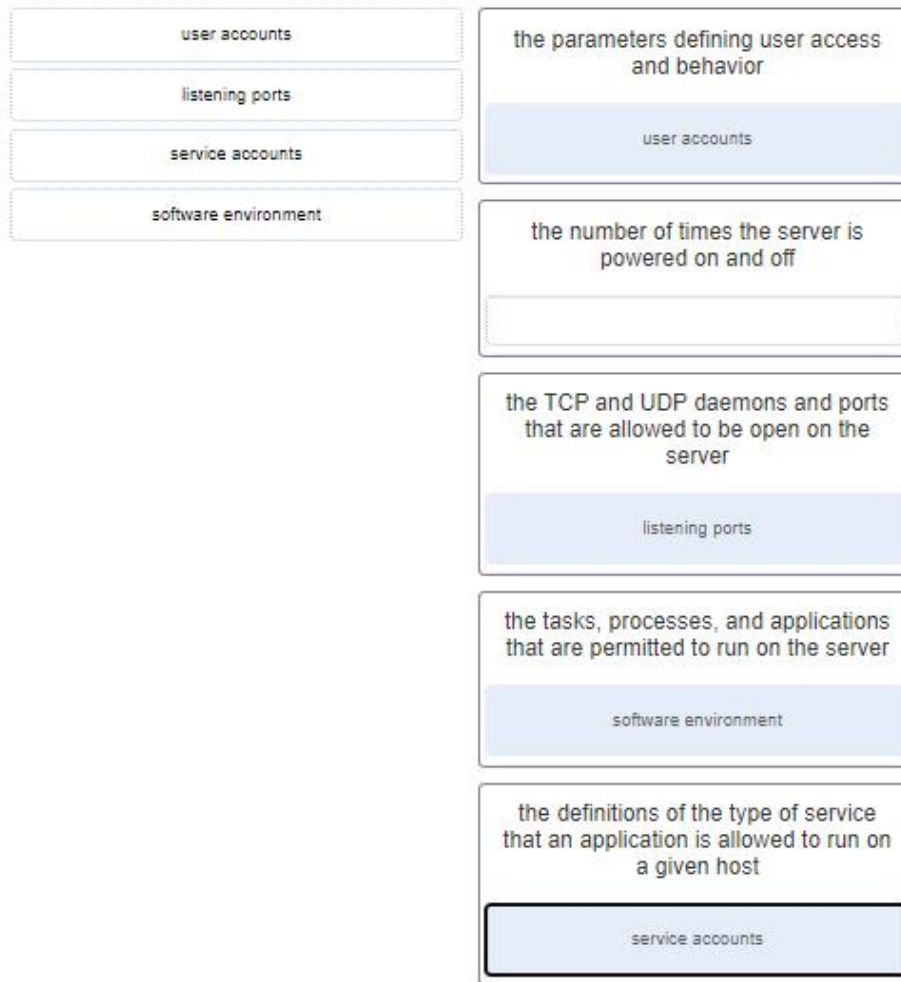 user accounts
listening ports
service accounts
software environment
the parameters defining user access
and behavior
user accounts
the number of times the server is
powered on and off
the TCP and UDP daemons and ports
that are allowed to be open on the
server
listening ports
the tasks, processes, and applications
that are permitted to run on the server
software environment
the definitions of the type of service
that an application is allowed to run on
a given host
service accounts